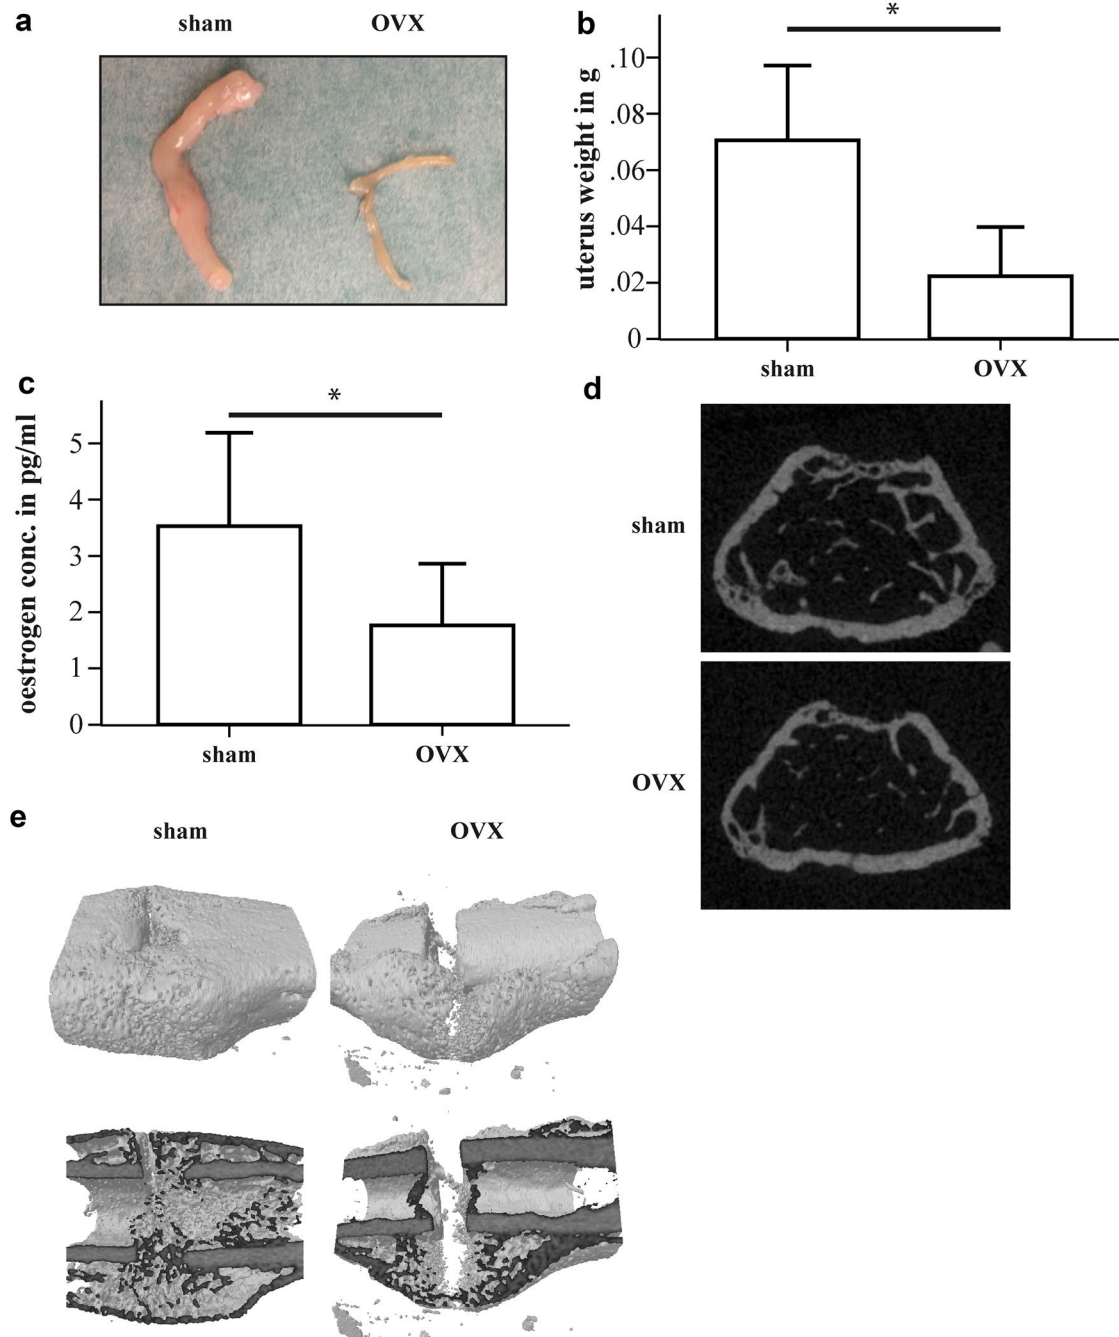 a
sham OVX
b
*
uterus weight in g
.10
.08
.06
.04
.02
0
sham OVX
c
*
oestrogen conc. in pg/ml
5
4
3
2
1
0
sham OVX
d
sham
OVX
e
sham OVX